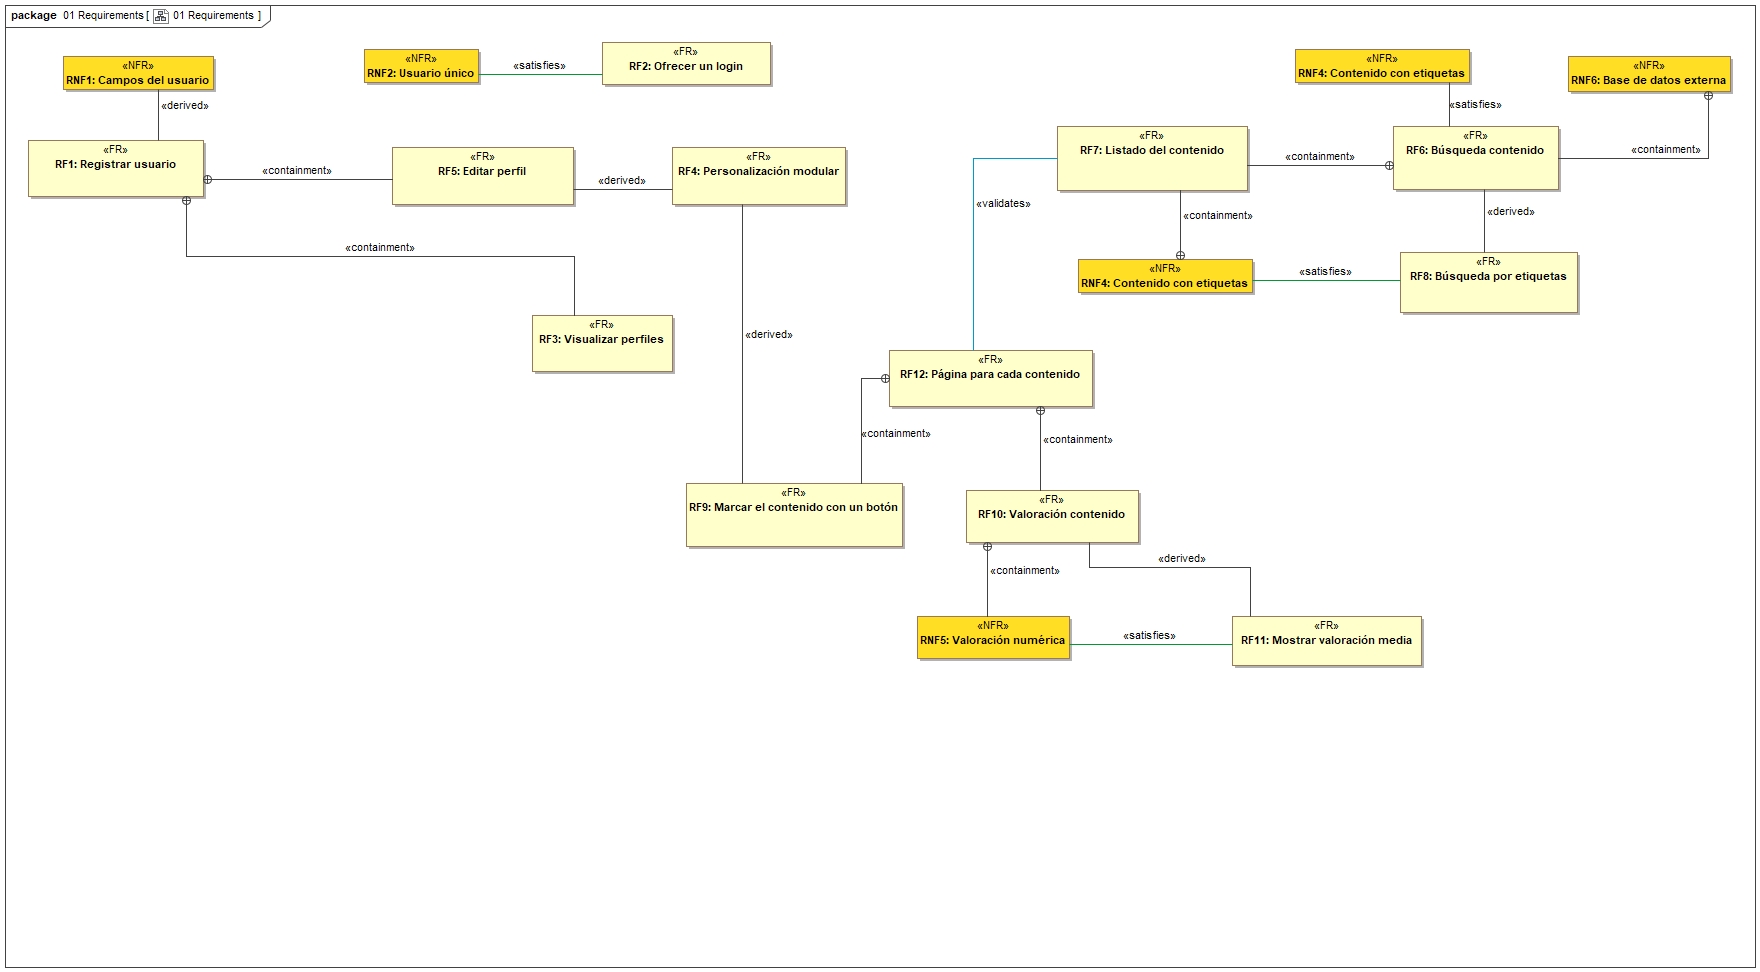 package 01 Requirements [ 01 Requirements ]
«NFR»
RNF1: Campos del usuario
«derived»
«FR»
RF1: Registrar usuario
«NFR»
RNF2: Usuario único
«satisfies»
«FR»
RF2: Ofrecer un login
«containment»
«FR»
RF5: Editar perfil
«derived»
«FR»
RF4: Personalización modular
«containment»
«FR»
RF3: Visualizar perfiles
«derived»
«FR»
RF9: Marcar el contenido con un botón
«containment»
«NFR»
RNF4: Contenido con etiquetas
«satisfies»
«NFR»
RNF6: Base de datos externa
«containment»
«FR»
RF7: Listado del contenido
«containment»
«FR»
RF6: Búsqueda contenido
«validates»
«containment»
«derived»
«NFR»
RNF4: Contenido con etiquetas
«satisfies»
«FR»
RF8: Búsqueda por etiquetas
«FR»
RF12: Página para cada contenido
«containment»
«FR»
RF10: Valoración contenido
«containment»
«derived»
«NFR»
RNF5: Valoración numérica
«satisfies»
«FR»
RF11: Mostrar valoración media